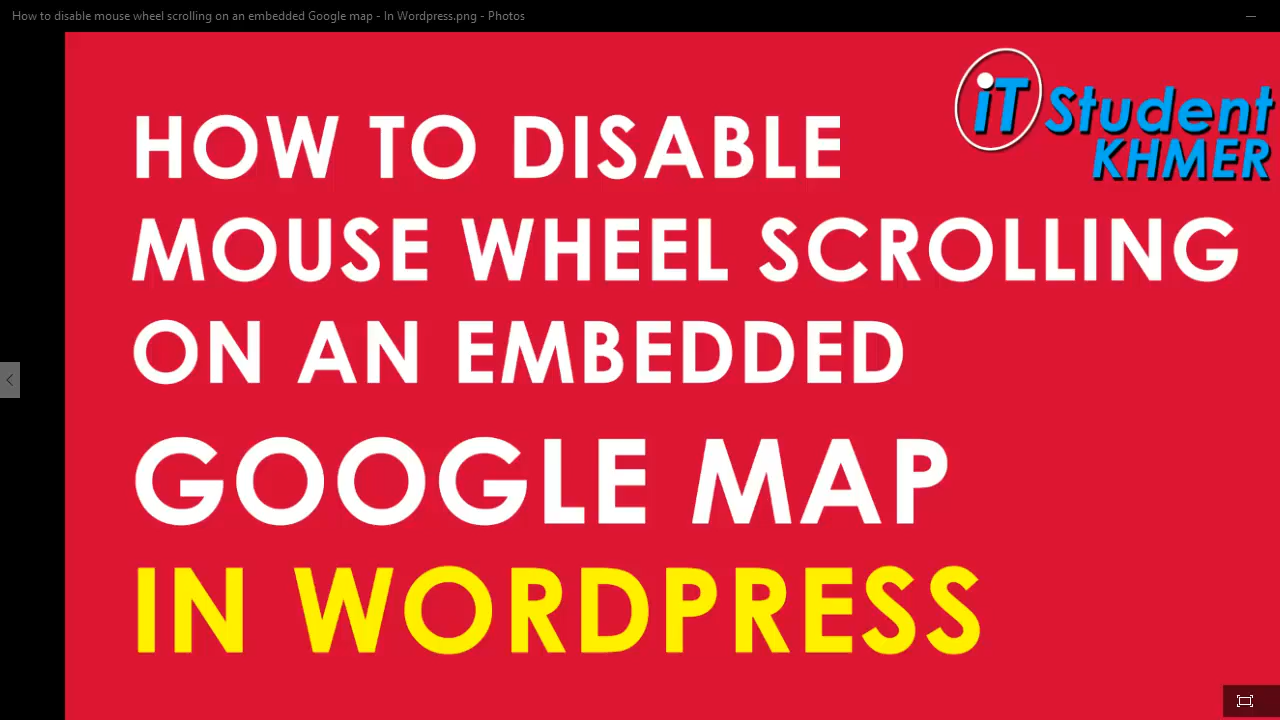 How to disable mouse wheel scrolling on an embedded Google map - In Wordpress.png - Photos
iT Student
KHMER
HOW TO DISABLE
MOUSE WHEEL SCROLLING
ON AN EMBEDDED
GOOGLE MAP
IN WORDPRESS